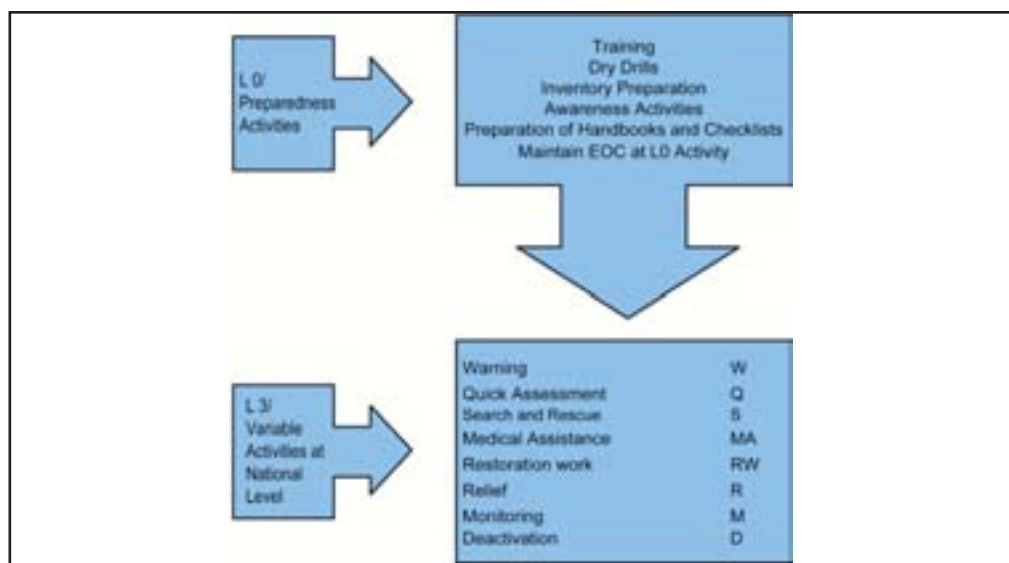 L 0/
Preparedness
Activities
Training
Dry Drills
Inventory Preparation
Awareness Activities
Preparation of Handbooks and Checklists
Maintain EOC at L0 Activity
L 3/
Variable
Activities at
National
Level
Warning W
Quick Assessment Q
Search and Rescue S
Medical Assistance MA
Restoration work RW
Relief R
Monitoring M
Deactivation D